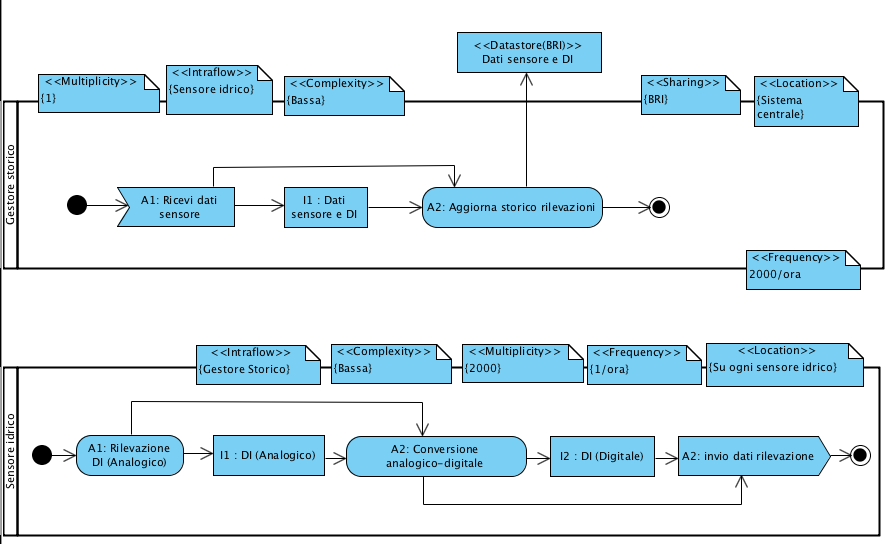 <<Datastore(BRI)>>
Dati sensore e DI
<<Multiplicity>>
{1}
<<Intraflow>>
{Sensore idrico}
<<Complexity>>
{Bassa}
<<Sharing>>
{BRI}
<<Location>>
{Sistema
centrale}
Gestore storico
A1: Ricevi dati
sensore
I1 : Dati
sensore e DI
A2: Aggiorna storico rilevazioni
<<Frequency>>
2000/ora
<<Intraflow>>
{Gestore Storico}
<<Complexity>>
{Bassa}
<<Multiplicity>>
{2000}
<<Frequency>>
{1/ora}
<<Location>>
{Su ogni sensore idrico}
Sensore idrico
A1: Rilevazione
DI (Analogico)
I1 : DI (Analogico)
A2: Conversione
analogico-digitale
I2 : DI (Digitale)
A2: invio dati rilevazione